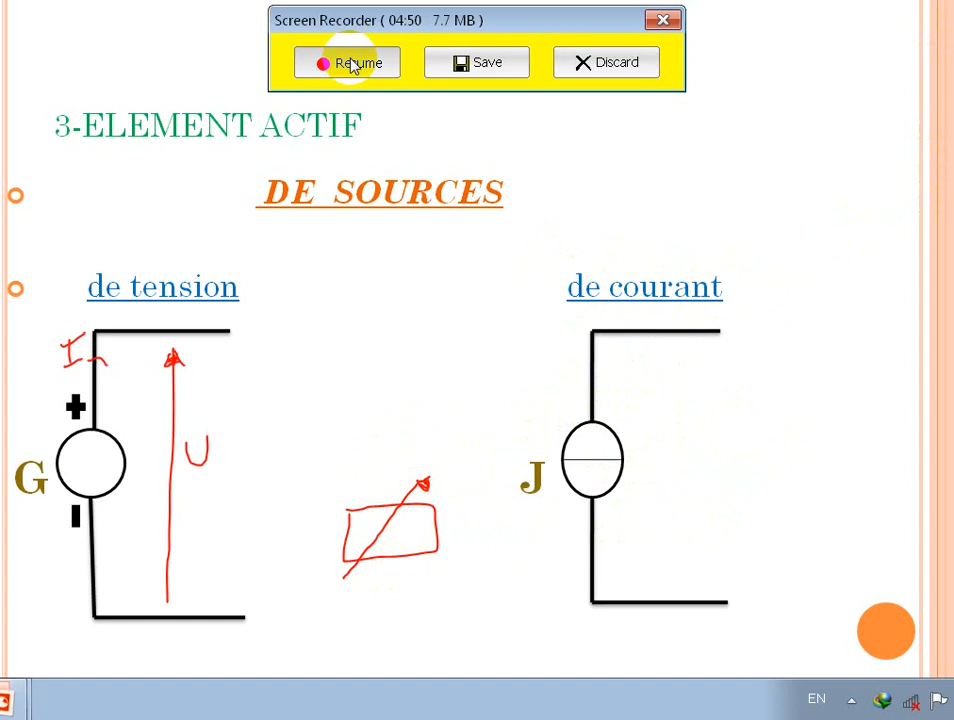 Screen Recorder ( 04:50 7.7 MB )
Resume Save Discard
3-ELEMENT ACTIF
DE SOURCES
de tension de courant
+
U
G J
-
EN